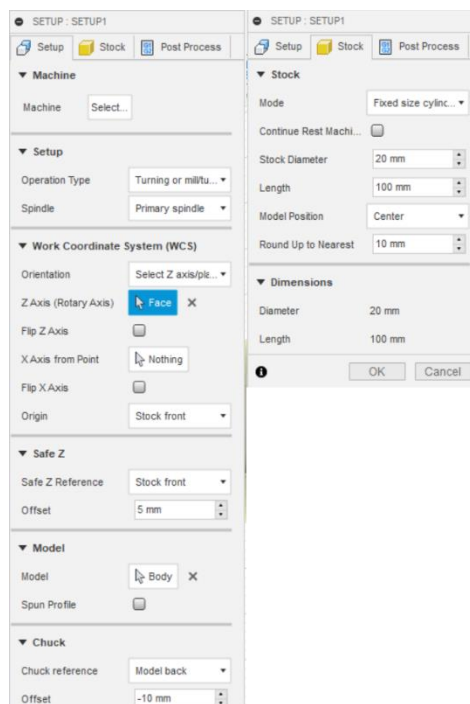 SETUP : SETUP1
Setup Stock Post Process
Machine
Machine Select...
Setup
Operation Type Turning or mill/tu...
Spindle Primary spindle
Work Coordinate System (WCS)
Orientation Select Z axis/pla...
Z Axis (Rotary Axis) Face
Flip Z Axis
X Axis from Point Nothing
Flip X Axis
Origin Stock front
Safe Z
Safe Z Reference Stock front
Offset 5 mm
Model
Model Body
Spun Profile
Chuck
Chuck reference Model back
Offset -10 mm
SETUP : SETUP1
Setup Stock Post Process
Stock
Mode Fixed size cylinc...
Continue Rest Machi...
Stock Diameter 20 mm
Length 100 mm
Model Position Center
Round Up to Nearest 10 mm
Dimensions
Diameter 20 mm
Length 100 mm
OK Cancel